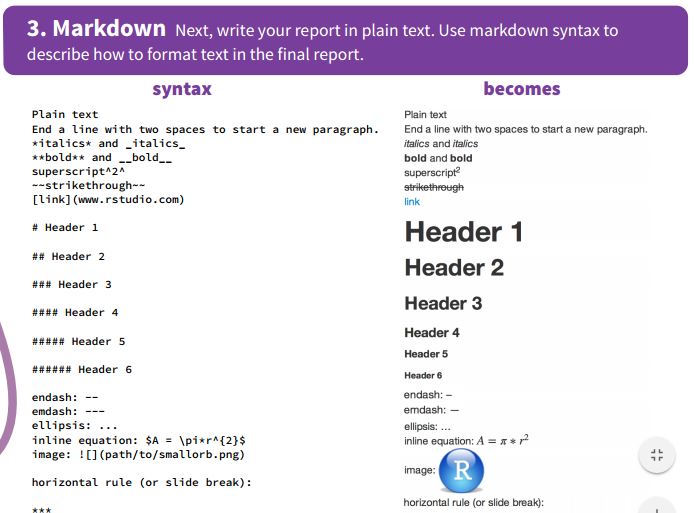 3. Markdown Next, write your report in plain text. Use markdown syntax to
describe how to format text in the final report.
syntax
Plain text
End a line with two spaces to start a new paragraph.
*italics* and _italics_
**bold** and __bold__
superscript^2^
~~strikethrough~~
[link](www.rstudio.com)
# Header 1
## Header 2
### Header 3
#### Header 4
##### Header 5
###### Header 6
endash: --
emdash: ---
ellipsis: ...
inline equation: $A = \pi*r^{2}$
image: ![](path/to/smallorb.png)
horizontal rule (or slide break):
***
becomes
Plain text
End a line with two spaces to start a new paragraph.
italics and italics
bold and bold
superscript²
strikethrough
link
Header 1
Header 2
Header 3
Header 4
Header 5
Header 6
endash: –
emdash: —
ellipsis: …
inline equation: A = π ∗ r²
image: R
horizontal rule (or slide break):